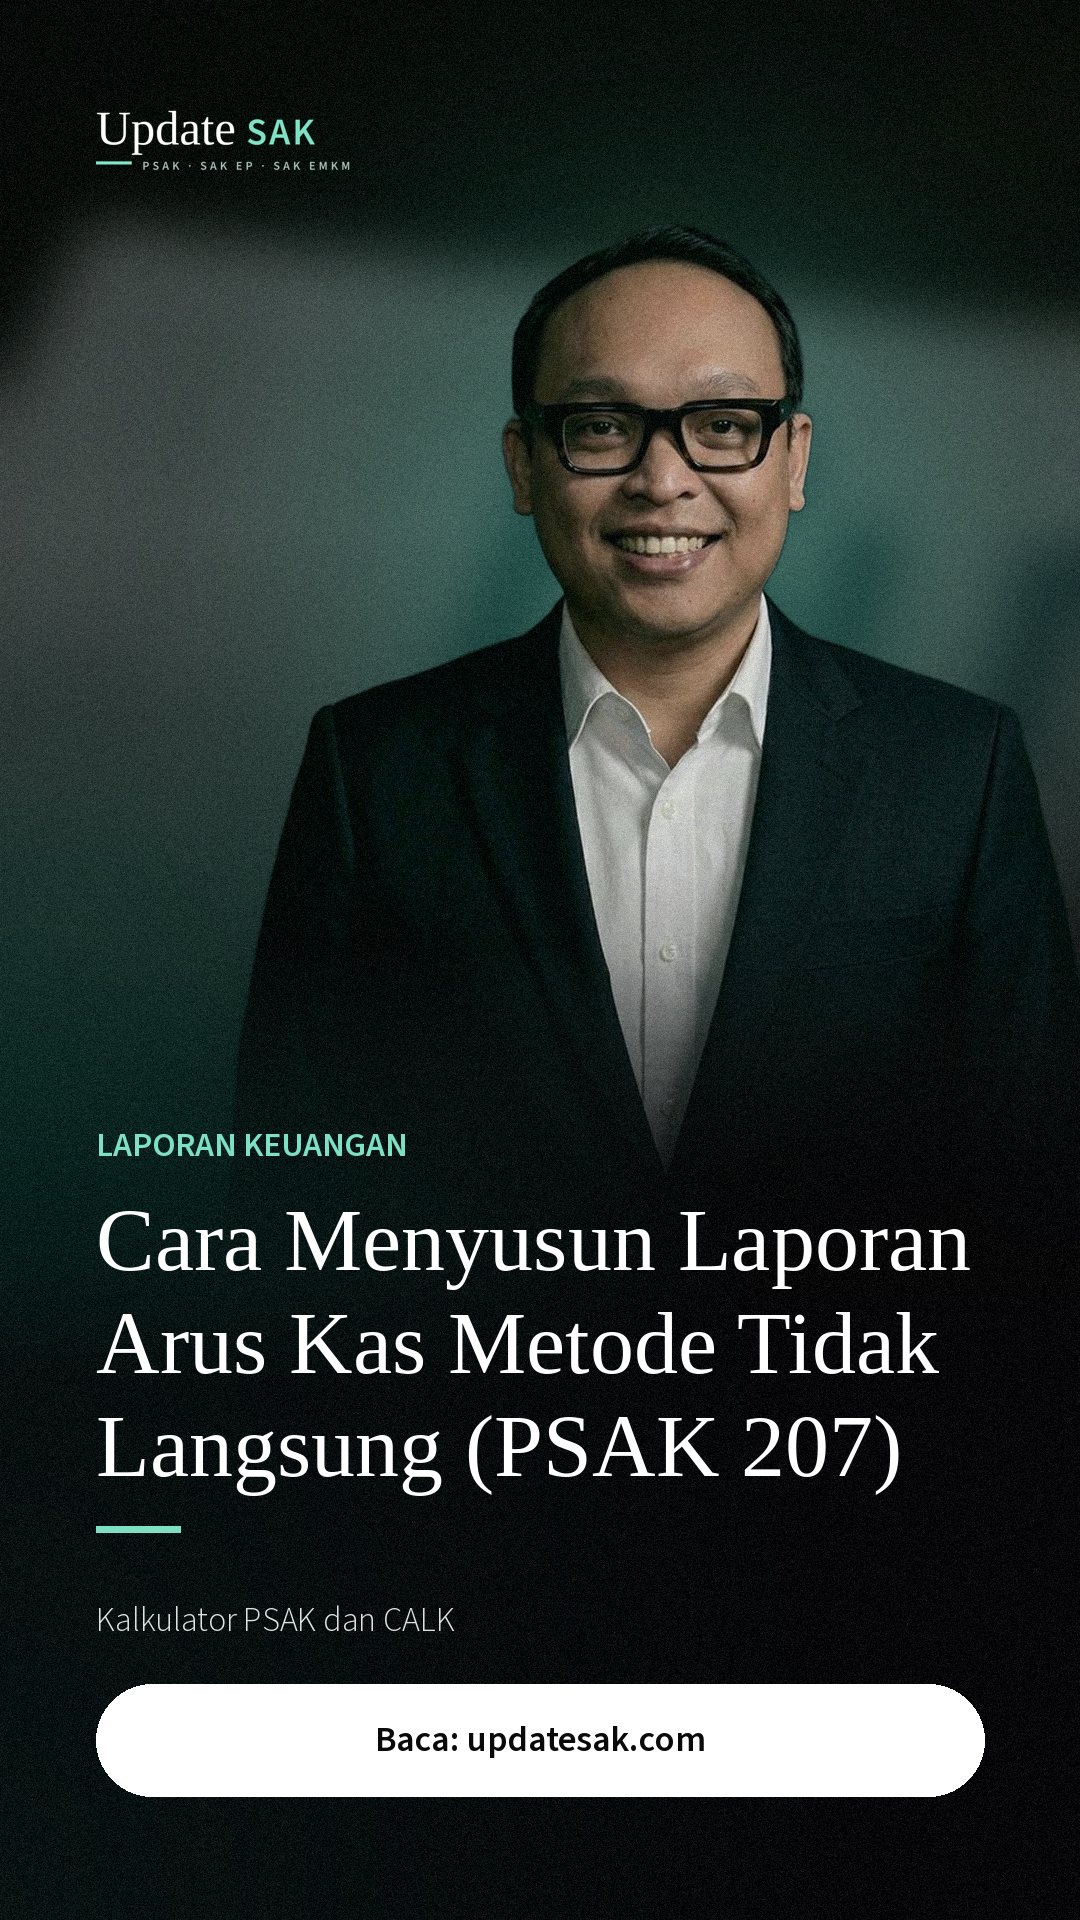 Update SAK
PSAK · SAK EP · SAK EMKM
LAPORAN KEUANGAN
Cara Menyusun Laporan
Arus Kas Metode Tidak
Langsung (PSAK 207)
Kalkulator PSAK dan CALK
Baca: updatesak.com